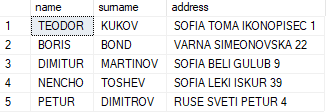 name surname address
1 TEODOR KUKOV SOFIA TOMA IKONOPISEC 1
2 BORIS BOND VARNA SIMEONOVSKA 22
3 DIMITUR MARTINOV SOFIA BELI GULUB 9
4 NENCHO TOSHEV SOFIA LEKI ISKUR 39
5 PETUR DIMITROV RUSE SVETI PETUR 4